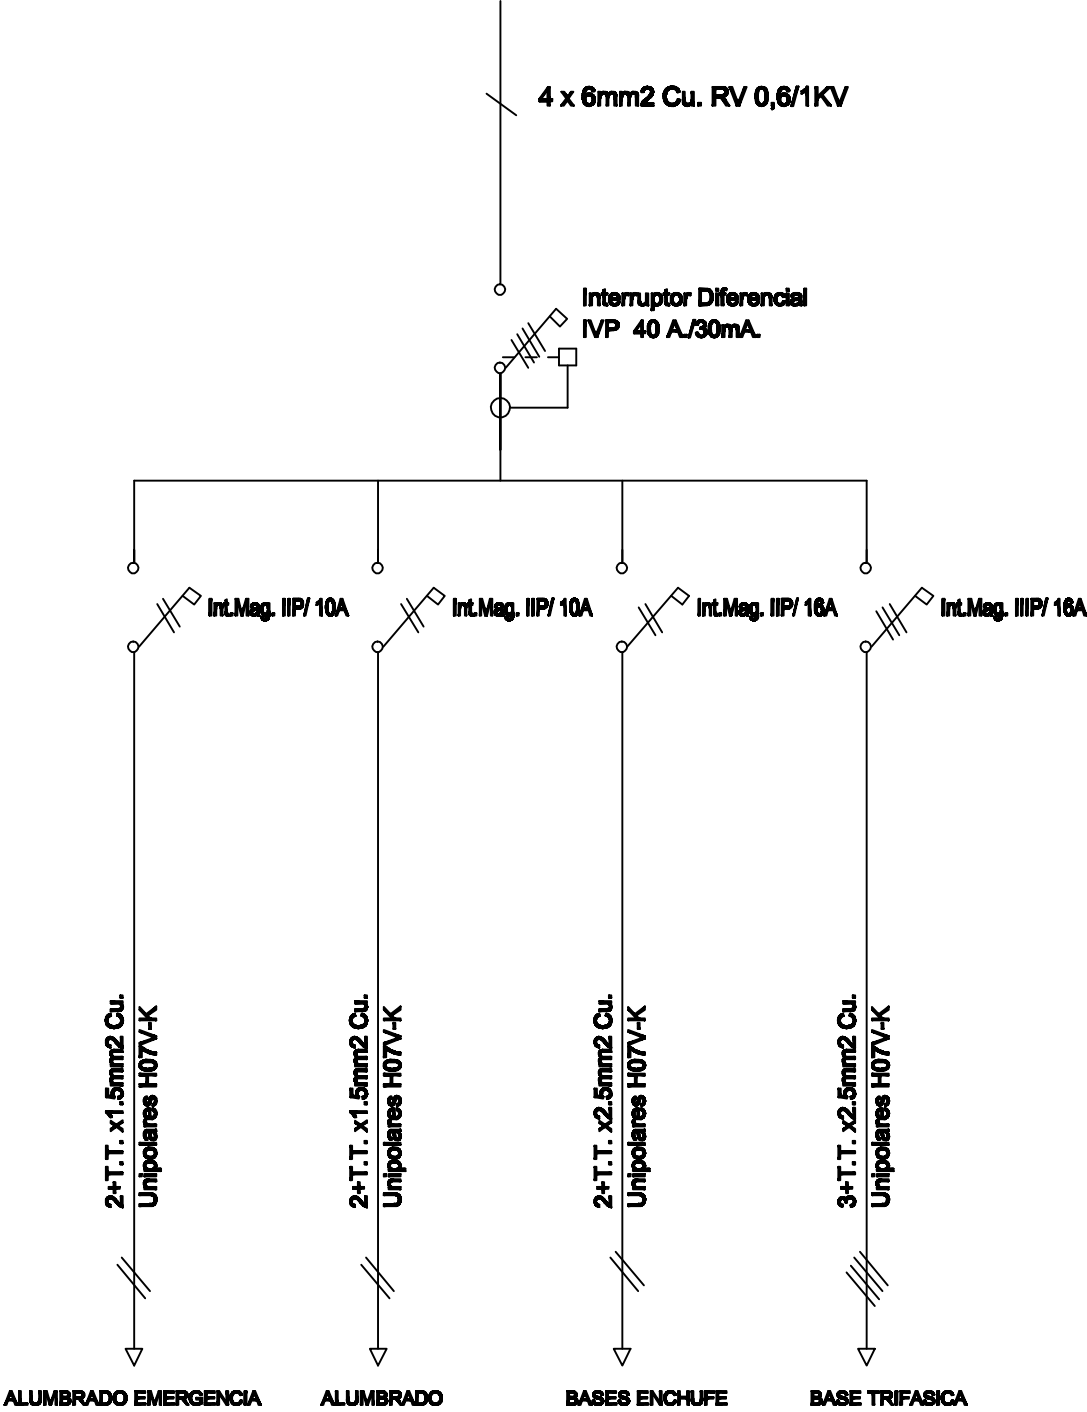 4 x 6mm2 Cu. RV 0,6/1KV
Interruptor Diferencial
IVP 40 A./30mA.
Int.Mag. IIP/ 10A
Int.Mag. IIP/ 10A
Int.Mag. IIP/ 16A
Int.Mag. IIIP/ 16A
2+T.T. x1.5mm2 Cu.
Unipolares H07V-K
2+T.T. x1.5mm2 Cu.
Unipolares H07V-K
2+T.T. x2.5mm2 Cu.
Unipolares H07V-K
3+T.T. x2.5mm2 Cu.
Unipolares H07V-K
ALUMBRADO EMERGENCIA
ALUMBRADO
BASES ENCHUFE
BASE TRIFASICA